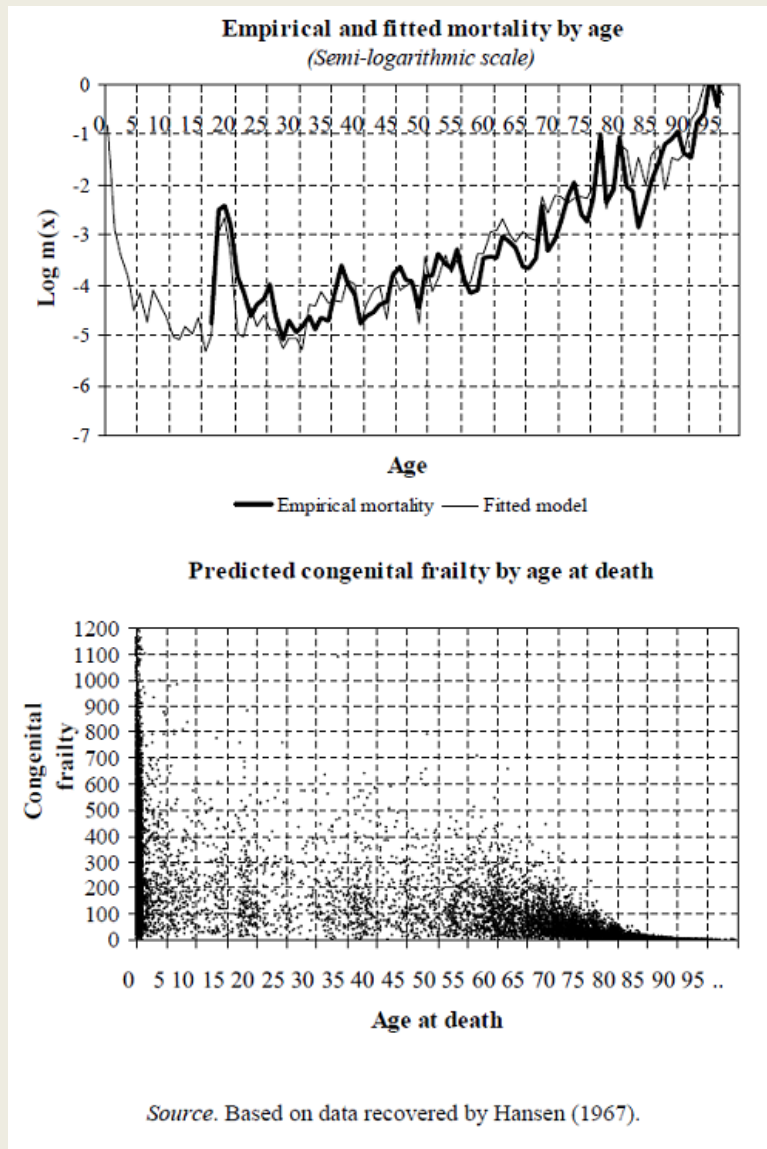 Empirical and fitted mortality by age
(Semi-logarithmic scale)
0
0 5 10 15 20 25 30 35 40 45 50 55 60 65 70 75 80 85 90 95
-1
-2
-3
-4
-5
-6
-7
Log m(x)
Age
Empirical mortality Fitted model
Predicted congenital frailty by age at death
1200
1100
1000
900
800
700
600
500
400
300
200
100
0
Congenital
frailty
0 5 10 15 20 25 30 35 40 45 50 55 60 65 70 75 80 85 90 95 ..
Age at death
Source. Based on data recovered by Hansen (1967).